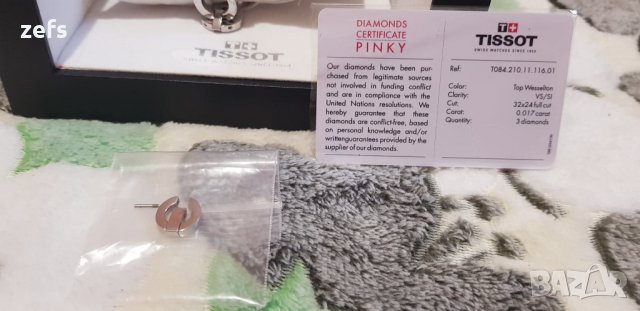 zefs
TISSOT
DIAMONDS
CERTIFICATE
PINKY
Our diamonds have been pur-
chased from legitimate sources
not involved in funding conflict
and are in compliance with the
United Nations resolutions. We
hereby guarantee that these
diamonds are conflict-free, based
on personal knowledge and/or
writtenguarantees provided by the
supplier of our diamonds.
TISSOT
SWISS WATCHES SINCE 1853
Ref: T084.210.11.116.01
Color: Top Wesselton
Clarity: VS/SI
Cut: 32x24 full cut
Carat: 0.017 carat
Quantity: 3 diamonds
BAZAR